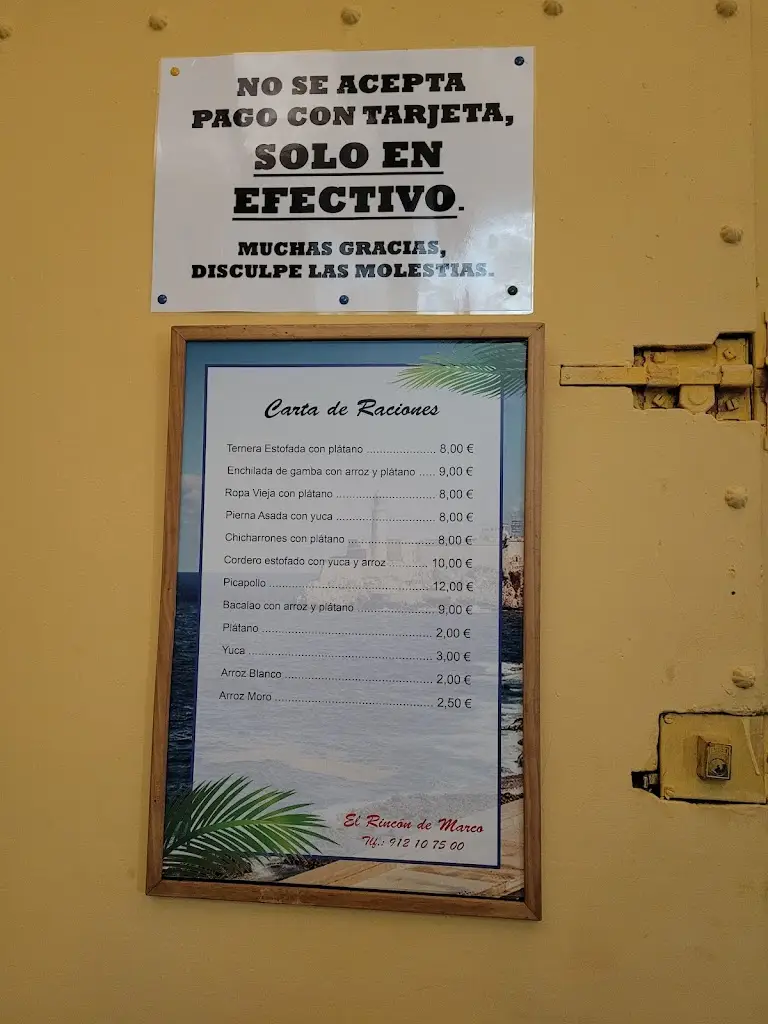 NO SE ACEPTA
PAGO CON TARJETA,
SOLO EN
EFECTIVO.
MUCHAS GRACIAS,
DISCULPE LAS MOLESTIAS.
Carta de Raciones
Ternera Estofada con plátano ..................... 8,00 €
Enchilada de gamba con arroz y plátano ..... 9,00 €
Ropa Vieja con plátano .............................. 8,00 €
Pierna Asada con yuca .............................. 8,00 €
Chicharrones con plátano ........................... 8,00 €
Cordero estofado con yuca y arroz ............ 10,00 €
Picapollo ................................................ 12,00 €
Bacalao con arroz y plátano ....................... 9,00 €
Plátano .................................................... 2,00 €
Yuca ........................................................ 3,00 €
Arroz Blanco ............................................. 2,00 €
Arroz Moro ................................................ 2,50 €
El Rincón de Marco
Tlf.: 912 10 75 00